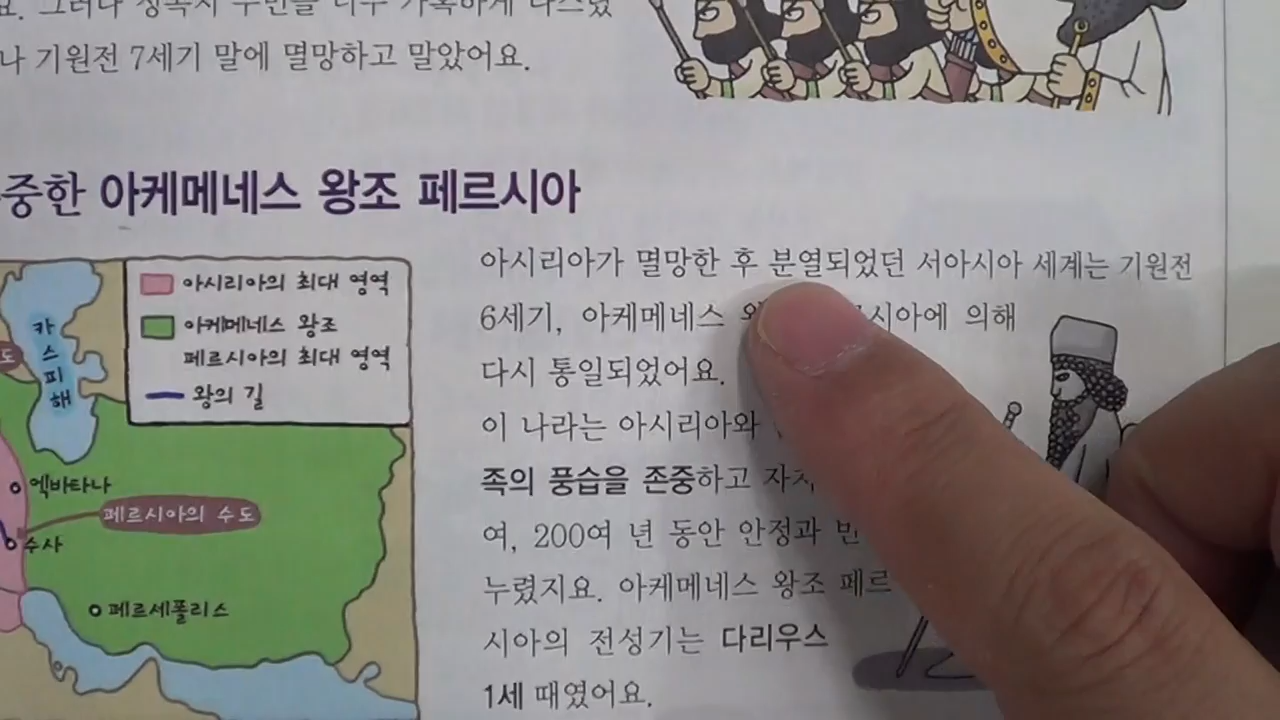 나 기원전 7세기 말에 멸망하고 말았어요.
중한 아케메네스 왕조 페르시아
아시리아의 최대 영역
아케메네스 왕조
페르시아의 최대 영역
왕의 길
카스피해
엑바타나
페르시아의 수도
수사
페르세폴리스
아시리아가 멸망한 후 분열되었던 서아시아 세계는 기원전
6세기, 아케메네스 시아에 의해
다시 통일되었어요.
이 나라는 아시리아와
족의 풍습을 존중하고
여, 200여 년 동안 안정과
누렸지요. 아케메네스 왕조 페르
시아의 전성기는 다리우스
1세 때였어요.